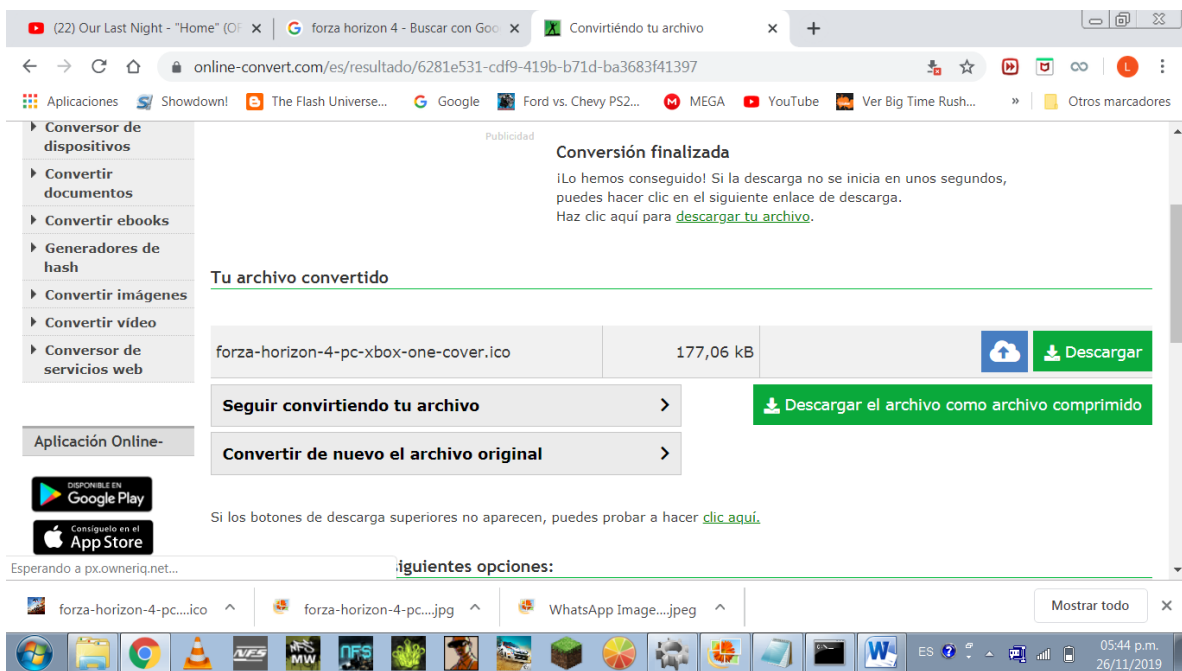 (22) Our Last Night - "Home" (OF
forza horizon 4 - Buscar con Goo
Convirtiéndo tu archivo
online-convert.com/es/resultado/6281e531-cdf9-419b-b71d-ba3683f41397
Aplicaciones
Showdown!
The Flash Universe...
Google
Ford vs. Chevy PS2...
MEGA
YouTube
Ver Big Time Rush...
»
Otros marcadores
Conversor de
dispositivos
Convertir
documentos
Convertir ebooks
Generadores de
hash
Convertir imágenes
Convertir vídeo
Conversor de
servicios web
Aplicación Online-
DISPONIBLE EN
Google Play
Consíguelo en el
App Store
Publicidad
Conversión finalizada
¡Lo hemos conseguido! Si la descarga no se inicia en unos segundos,
puedes hacer clic en el siguiente enlace de descarga.
Haz clic aquí para descargar tu archivo.
Tu archivo convertido
forza-horizon-4-pc-xbox-one-cover.ico
177,06 kB
Descargar
Seguir convirtiendo tu archivo
Descargar el archivo como archivo comprimido
Convertir de nuevo el archivo original
Si los botones de descarga superiores no aparecen, puedes probar a hacer clic aquí.
Esperando a px.owneriq.net...
siguientes opciones:
forza-horizon-4-pc....ico
forza-horizon-4-pc....jpg
WhatsApp Image....jpeg
Mostrar todo
NFS
NFS
MW
NFS
W
ES
05:44 p.m.
26/11/2019